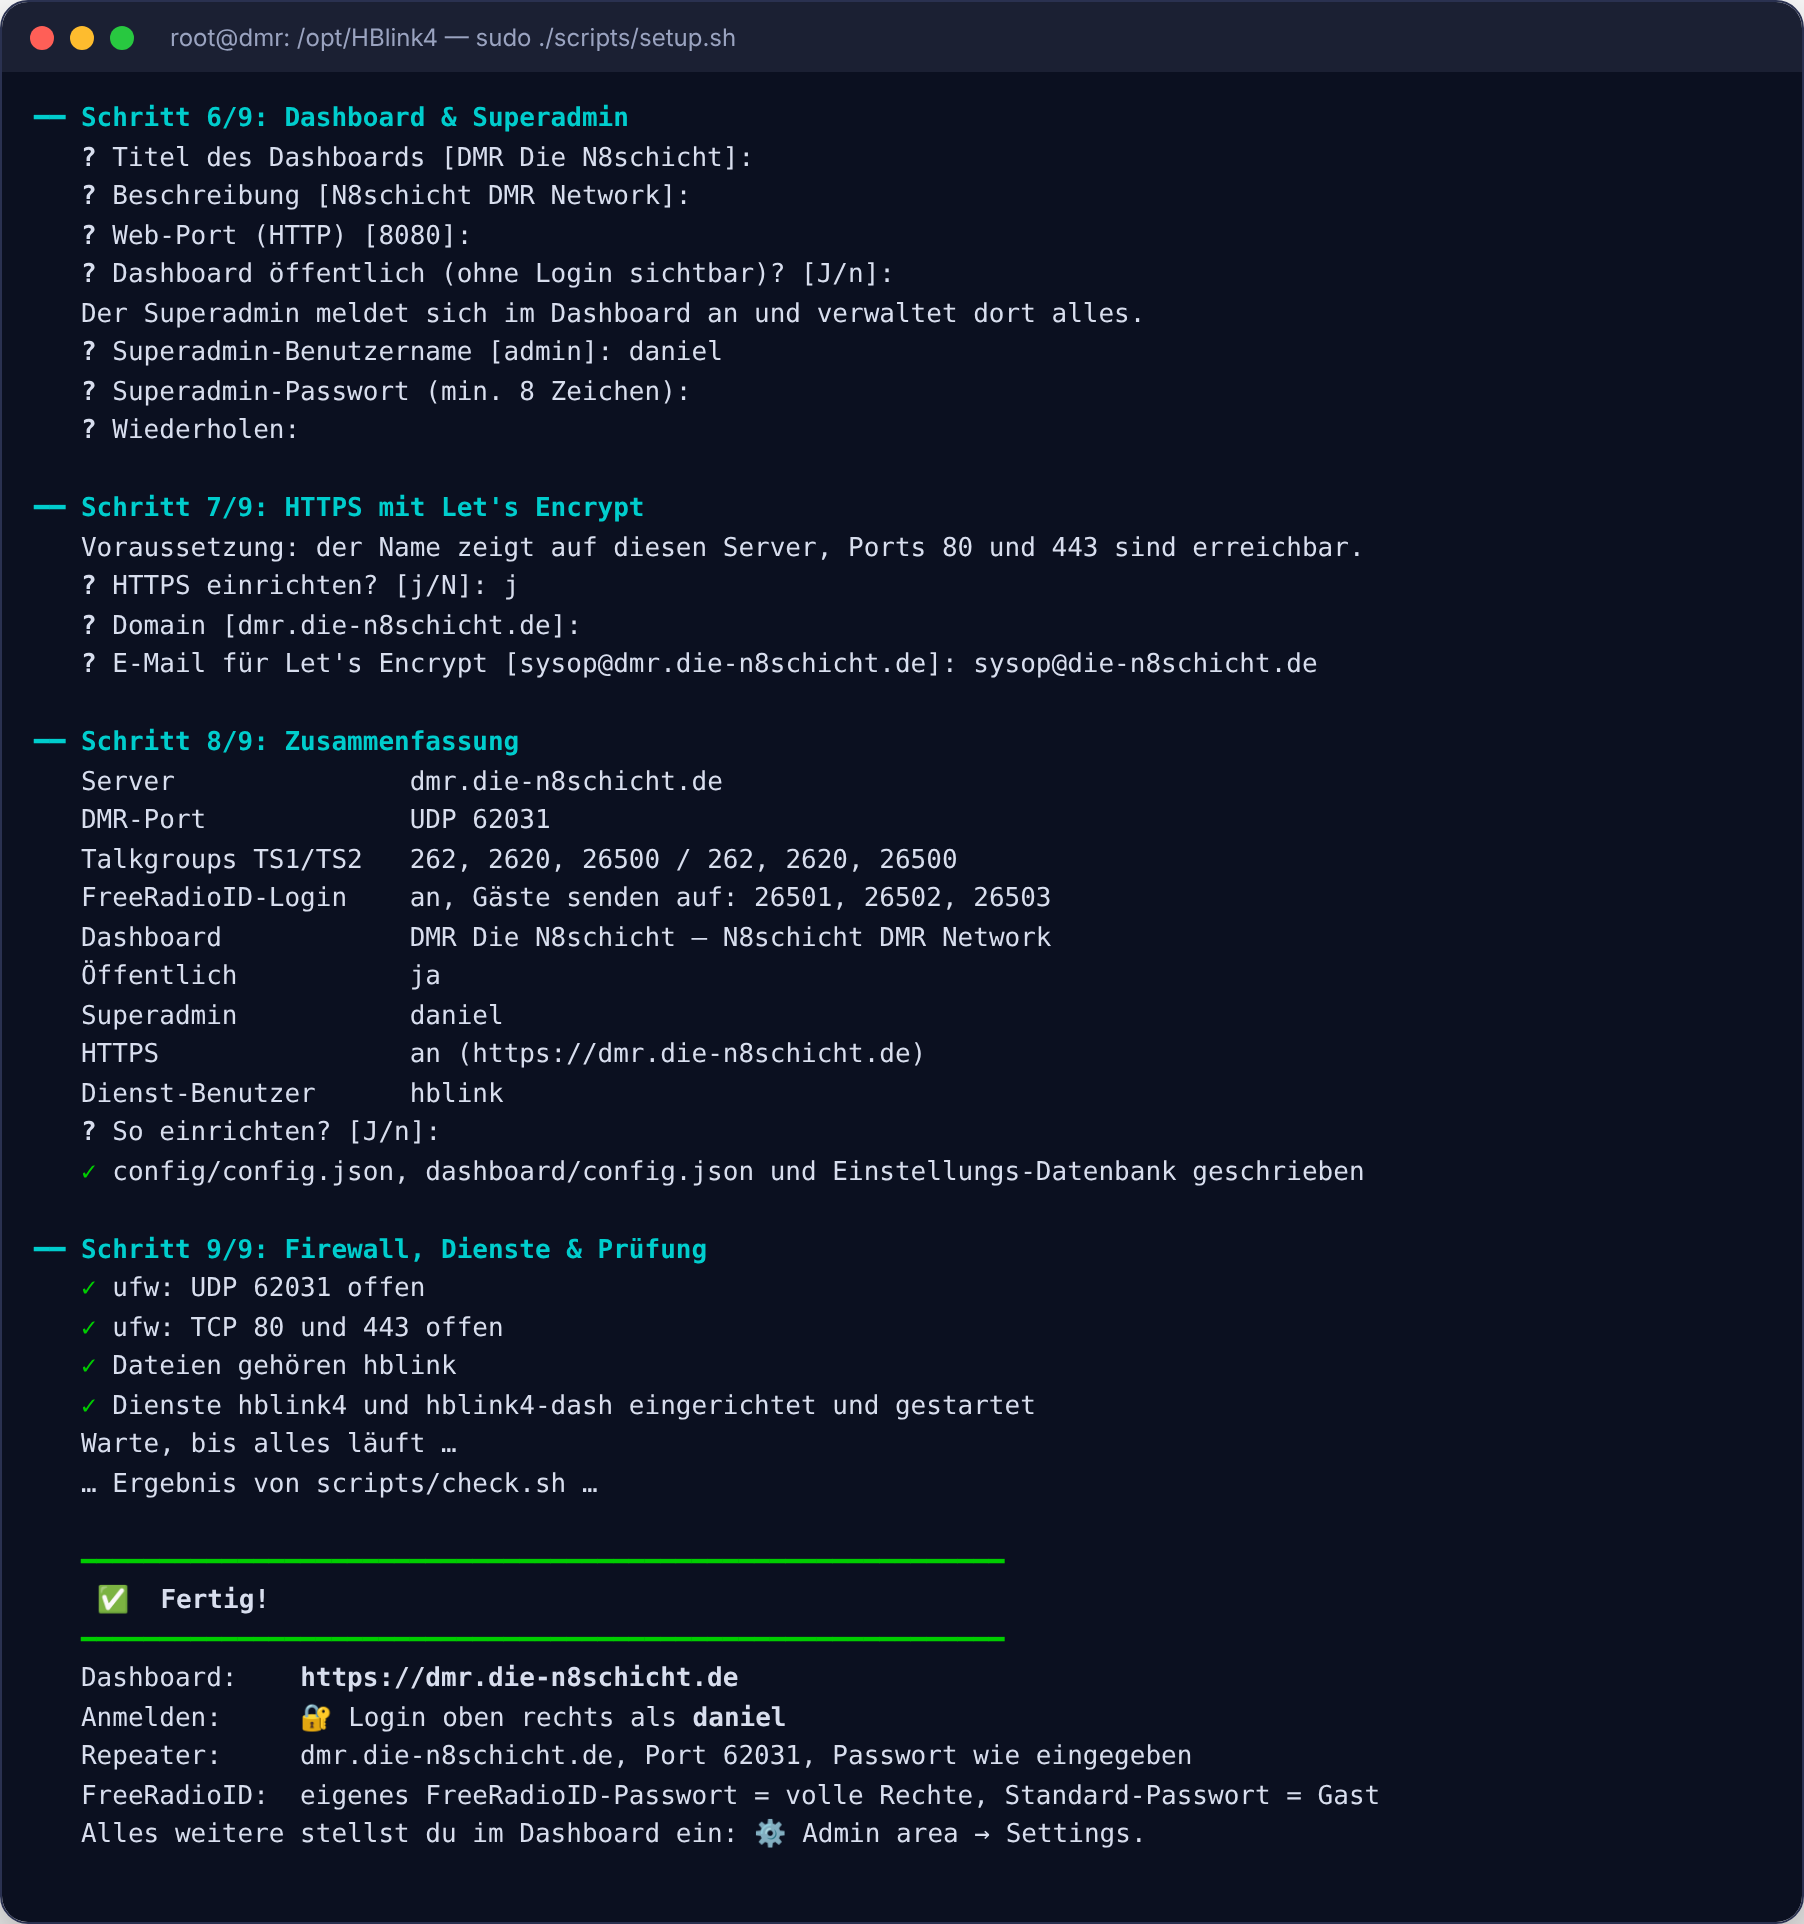 root@dmr: /opt/HBlink4 — sudo ./scripts/setup.sh
━━ Schritt 6/9: Dashboard & Superadmin
? Titel des Dashboards [DMR Die N8schicht]:
? Beschreibung [N8schicht DMR Network]:
? Web-Port (HTTP) [8080]:
? Dashboard öffentlich (ohne Login sichtbar)? [J/n]:
Der Superadmin meldet sich im Dashboard an und verwaltet dort alles.
? Superadmin-Benutzername [admin]: daniel
? Superadmin-Passwort (min. 8 Zeichen):
? Wiederholen:
━━ Schritt 7/9: HTTPS mit Let's Encrypt
Voraussetzung: der Name zeigt auf diesen Server, Ports 80 und 443 sind erreichbar.
? HTTPS einrichten? [j/N]: j
? Domain [dmr.die-n8schicht.de]:
? E-Mail für Let's Encrypt [sysop@dmr.die-n8schicht.de]: sysop@die-n8schicht.de
━━ Schritt 8/9: Zusammenfassung
Server dmr.die-n8schicht.de
DMR-Port UDP 62031
Talkgroups TS1/TS2 262, 2620, 26500 / 262, 2620, 26500
FreeRadioID-Login an, Gäste senden auf: 26501, 26502, 26503
Dashboard DMR Die N8schicht — N8schicht DMR Network
Öffentlich ja
Superadmin daniel
HTTPS an (https://dmr.die-n8schicht.de)
Dienst-Benutzer hblink
? So einrichten? [J/n]:
✓ config/config.json, dashboard/config.json und Einstellungs-Datenbank geschrieben
━━ Schritt 9/9: Firewall, Dienste & Prüfung
✓ ufw: UDP 62031 offen
✓ ufw: TCP 80 und 443 offen
✓ Dateien gehören hblink
✓ Dienste hblink4 und hblink4-dash eingerichtet und gestartet
Warte, bis alles läuft …
… Ergebnis von scripts/check.sh …
✅ Fertig!
Dashboard: https://dmr.die-n8schicht.de
Anmelden: 🔐 Login oben rechts als daniel
Repeater: dmr.die-n8schicht.de, Port 62031, Passwort wie eingegeben
FreeRadioID: eigenes FreeRadioID-Passwort = volle Rechte, Standard-Passwort = Gast
Alles weitere stellst du im Dashboard ein: ⚙️ Admin area → Settings.